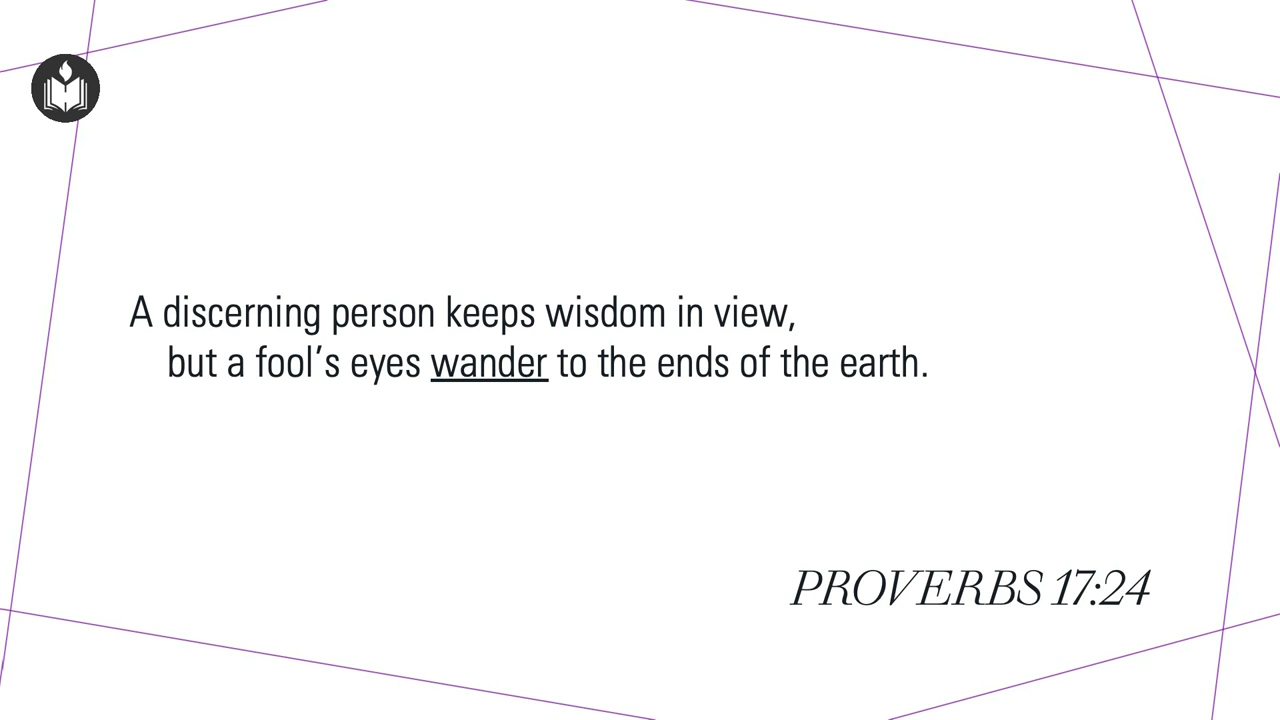 A discerning person keeps wisdom in view,
but a fool’s eyes wander to the ends of the earth.
PROVERBS 17:24